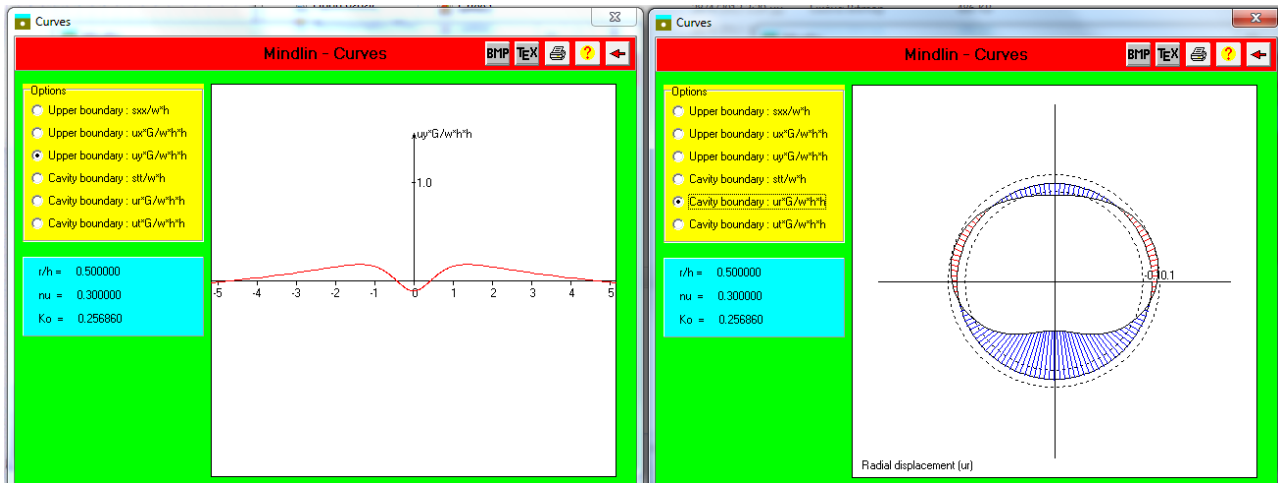 Curves
Mindlin - Curves
BMP TEX ?
Options
Upper boundary : sxx/w*h
Upper boundary : ux*G/w*h*h
Upper boundary : uy*G/w*h*h
Cavity boundary : stt/w*h
Cavity boundary : ur*G/w*h*h
Cavity boundary : ut*G/w*h*h
r/h = 0.500000
nu = 0.300000
Ko = 0.256860
uy*G/w*h*h
1.0
-5 -4 -3 -2 -1 0 1 2 3 4 5
Curves
Mindlin - Curves
BMP TEX ?
Options
Upper boundary : sxx/w*h
Upper boundary : ux*G/w*h*h
Upper boundary : uy*G/w*h*h
Cavity boundary : stt/w*h
Cavity boundary : ur*G/w*h*h
Cavity boundary : ut*G/w*h*h
r/h = 0.500000
nu = 0.300000
Ko = 0.256860
Radial displacement (ur)